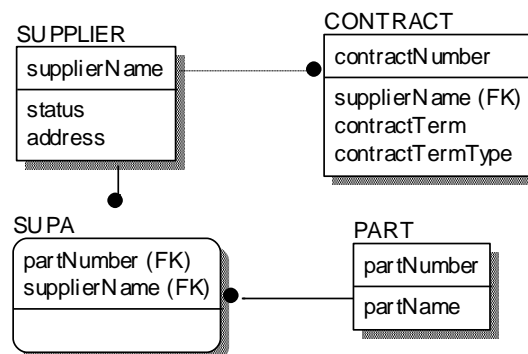 SUPPLIER
supplierName
status
address
CONTRACT
contractNumber
supplierName (FK)
contractTerm
contractTermType
SUPA
partNumber (FK)
supplierName (FK)
PART
partNumber
partName